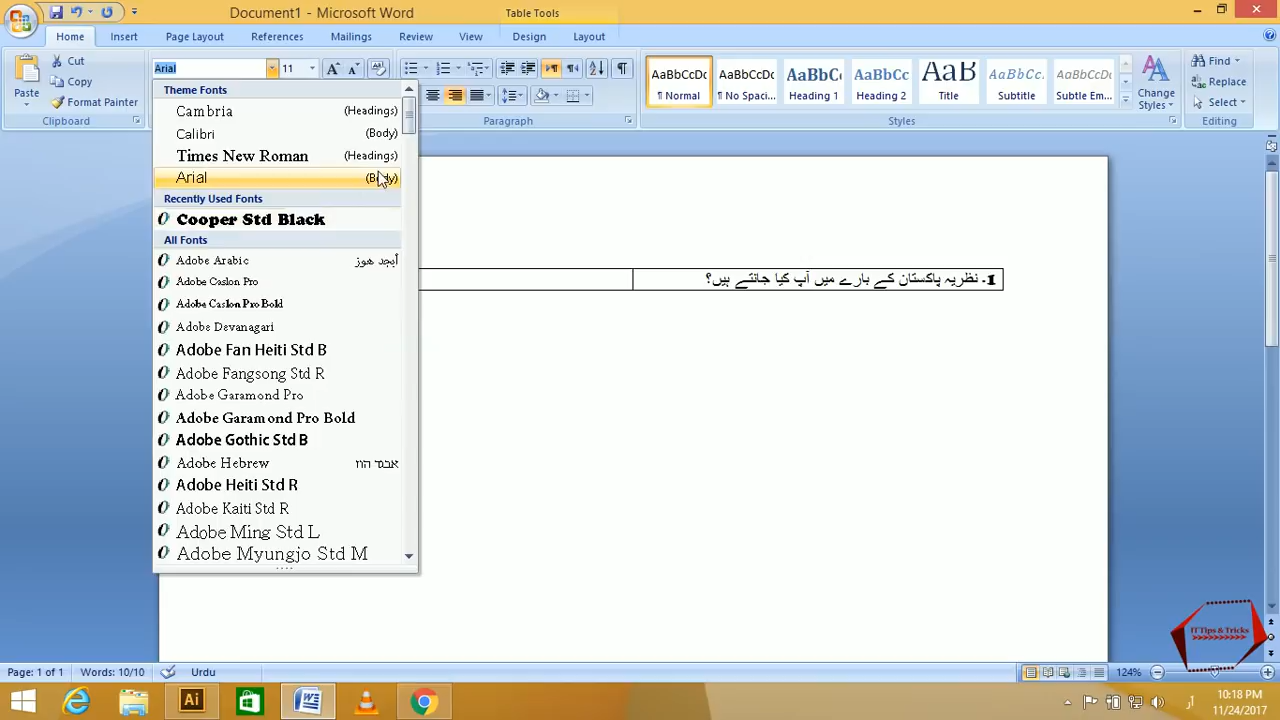 Document1 - Microsoft Word
Table Tools
Home
Insert
Page Layout
References
Mailings
Review
View
Design
Layout
Paste
Cut
Copy
Format Painter
Clipboard
Arial
11
Paragraph
AaBbCcDc
¶ Normal
AaBbCcDc
¶ No Spaci...
AaBbCc
Heading 1
AaBbCc
Heading 2
AaB
Title
AaBbCc
Subtitle
AaBbCcDc
Subtle Em...
Change
Styles
Styles
Find
Replace
Select
Editing
Theme Fonts
Cambria (Headings)
Calibri (Body)
Times New Roman (Headings)
Arial (Body)
Recently Used Fonts
Cooper Std Black
All Fonts
Adobe Arabic أبجد هوز
Adobe Caslon Pro
Adobe Caslon Pro Bold
Adobe Devanagari
Adobe Fan Heiti Std B
Adobe Fangsong Std R
Adobe Garamond Pro
Adobe Garamond Pro Bold
Adobe Gothic Std B
Adobe Hebrew אבגד הוז
Adobe Heiti Std R
Adobe Kaiti Std R
Adobe Ming Std L
Adobe Myungjo Std M
1۔ نظریہ پاکستان کے بارے میں آپ کیا جانتے ہیں؟
IT Tips & Tricks
Page: 1 of 1
Words: 10/10
Urdu
124%
Ai
أر
10:18 PM
11/24/2017